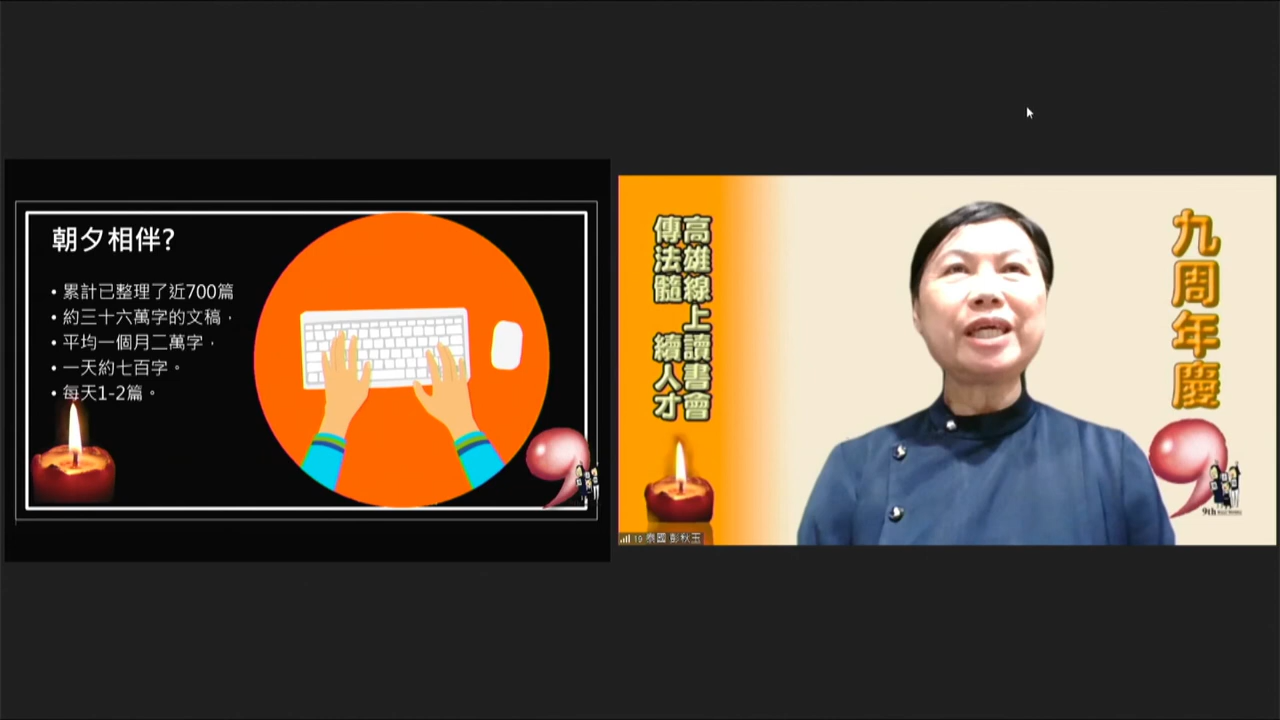 朝夕相伴?
• 累計已整理了近700篇
• 約三十六萬字的文稿，
• 平均一個月二萬字，
• 一天約七百字。
• 每天1-2篇。
高雄線上讀書會
傳法髓 續人才
九周年慶
9th
19 泰國 彭秋玉